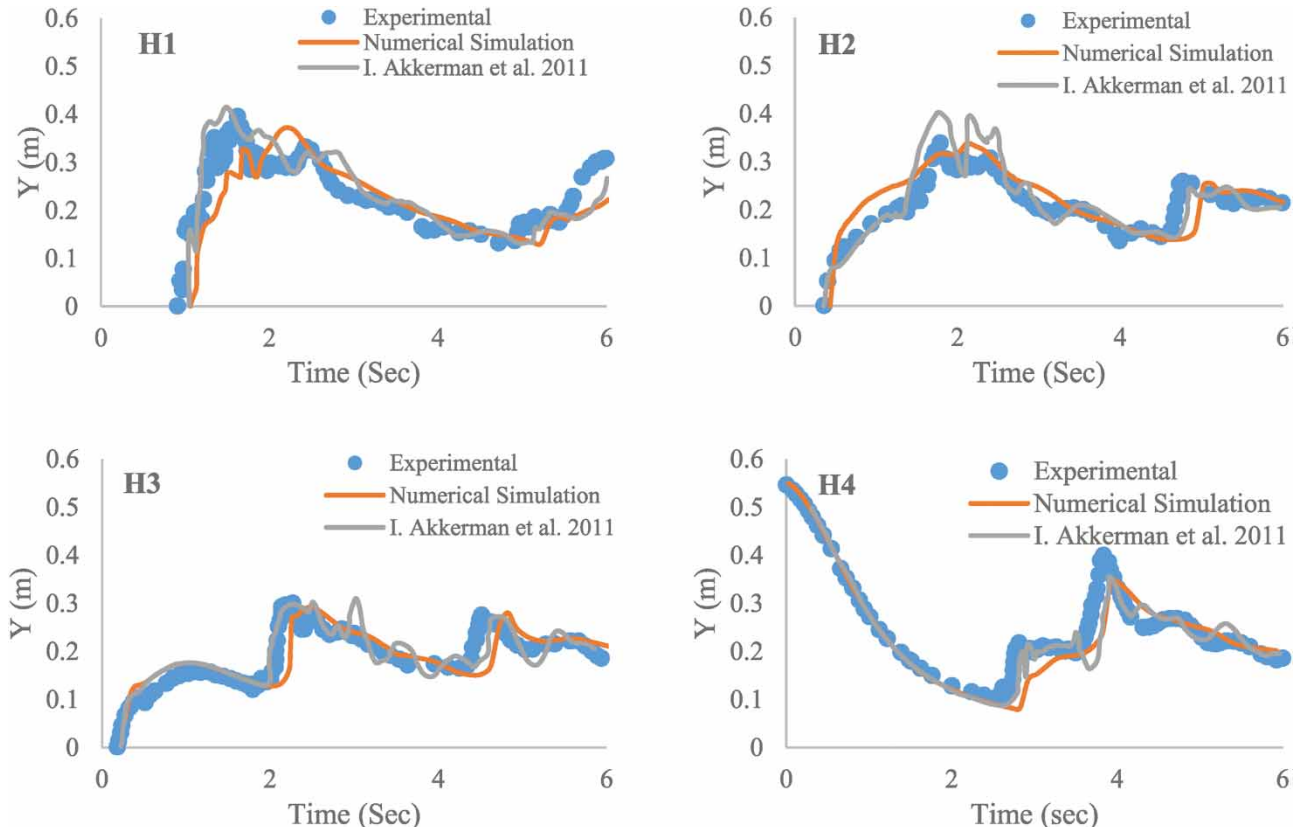 H1
Experimental
Numerical Simulation
I. Akkerman et al. 2011
0.6
0.5
0.4
0.3
0.2
0.1
0
Y (m)
0 2 4 6
Time (Sec)
H2
Experimental
Numerical Simulation
I. Akkerman et al. 2011
0.6
0.5
0.4
0.3
0.2
0.1
0
Y (m)
0 2 4 6
Time (Sec)
H3
Experimental
Numerical Simulation
I. Akkerman et al. 2011
0.6
0.5
0.4
0.3
0.2
0.1
0
Y (m)
0 2 4 6
Time (Sec)
H4
Experimental
Numerical Simulation
I. Akkerman et al. 2011
0.6
0.5
0.4
0.3
0.2
0.1
0
Y (m)
0 2 4 6
Time (sec)